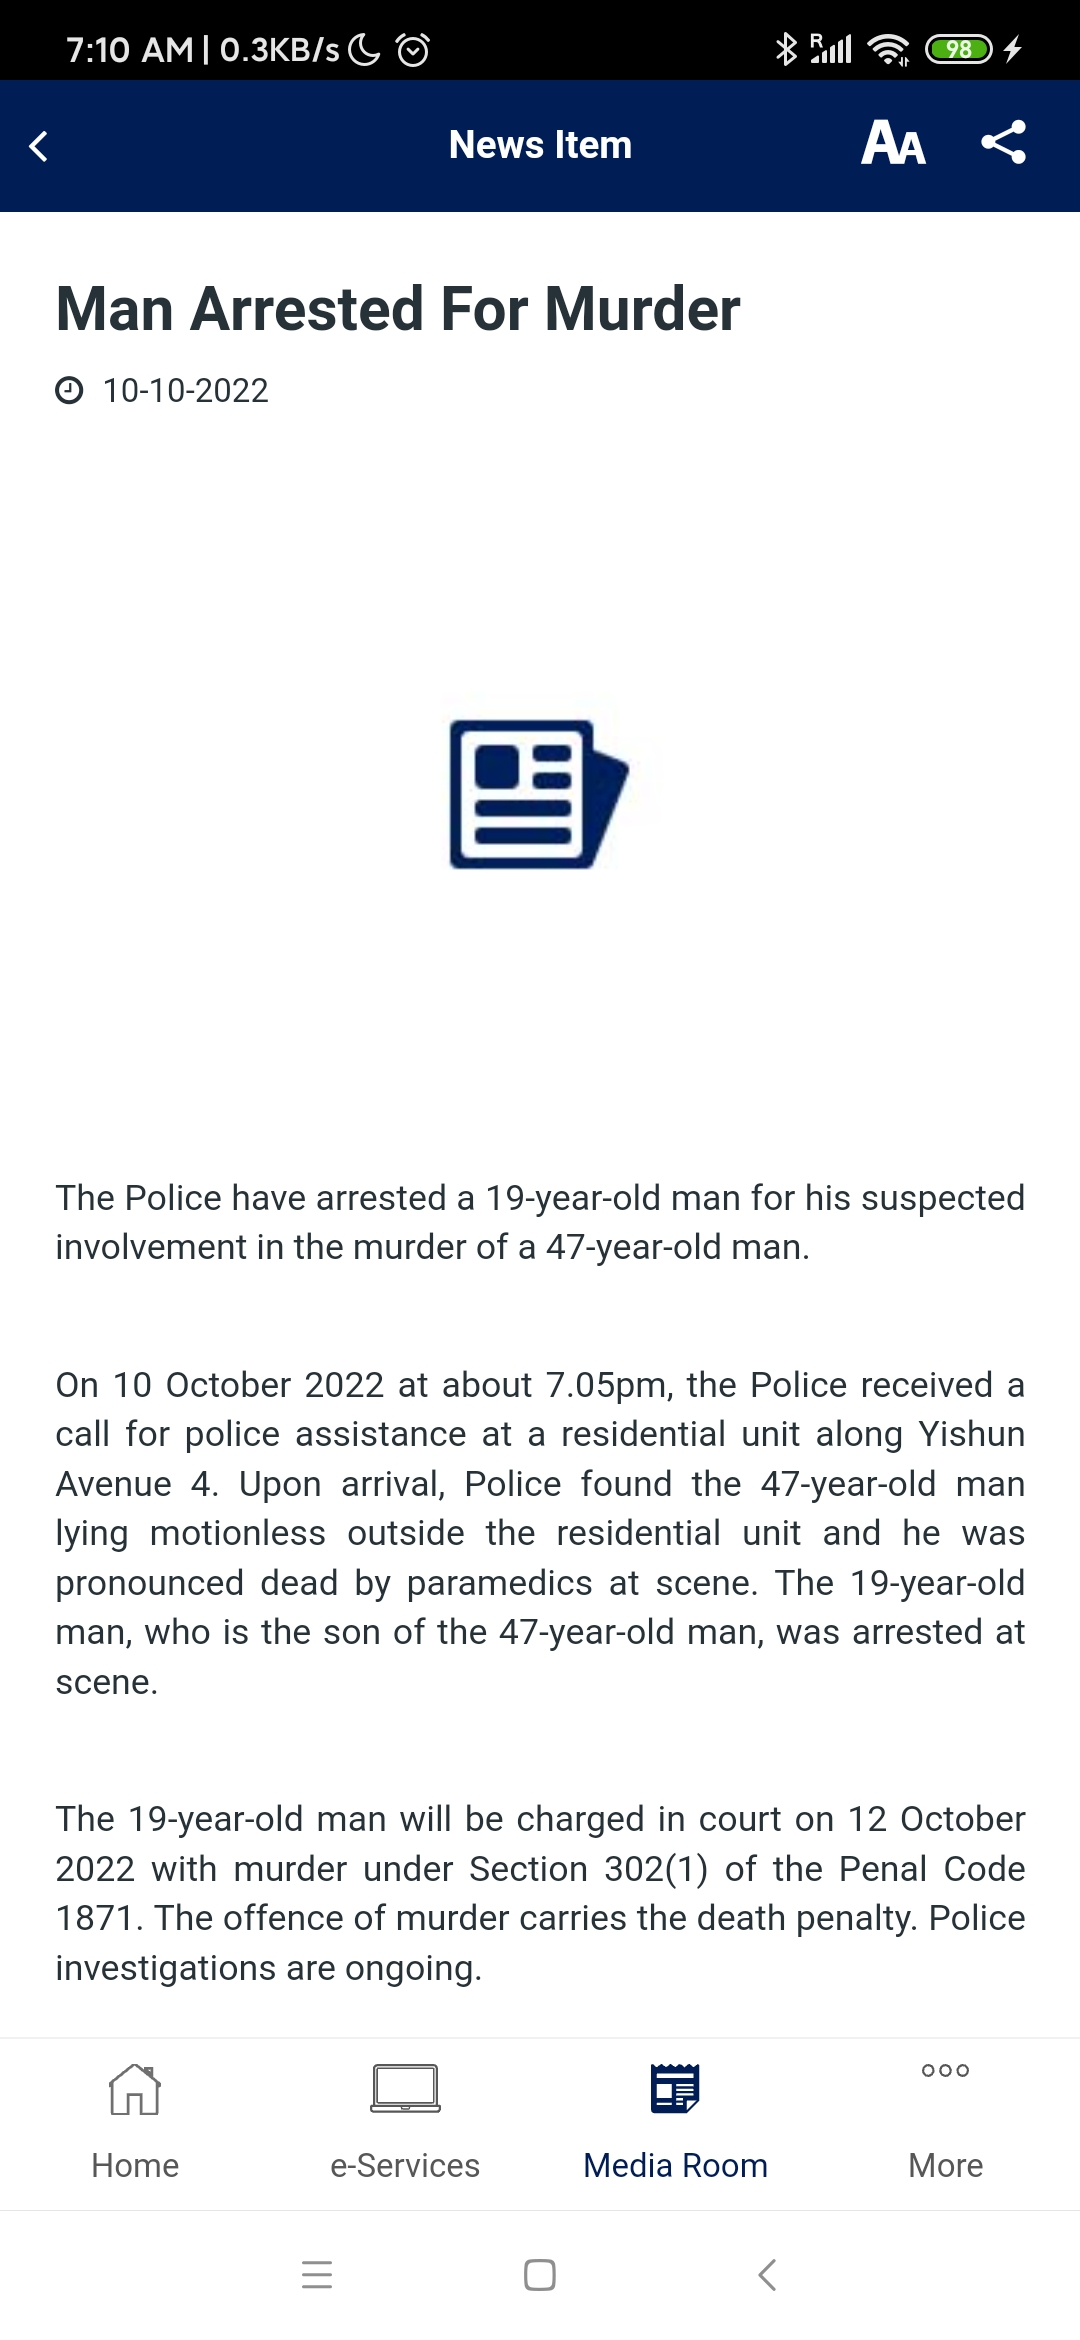 7:10 AM | 0.3KB/s
R
98
News Item
AA
Man Arrested For Murder
10-10-2022
The Police have arrested a 19-year-old man for his suspected
involvement in the murder of a 47-year-old man.
On 10 October 2022 at about 7.05pm, the Police received a
call for police assistance at a residential unit along Yishun
Avenue 4. Upon arrival, Police found the 47-year-old man
lying motionless outside the residential unit and he was
pronounced dead by paramedics at scene. The 19-year-old
man, who is the son of the 47-year-old man, was arrested at
scene.
The 19-year-old man will be charged in court on 12 October
2022 with murder under Section 302(1) of the Penal Code
1871. The offence of murder carries the death penalty. Police
investigations are ongoing.
Home
e-Services
Media Room
More